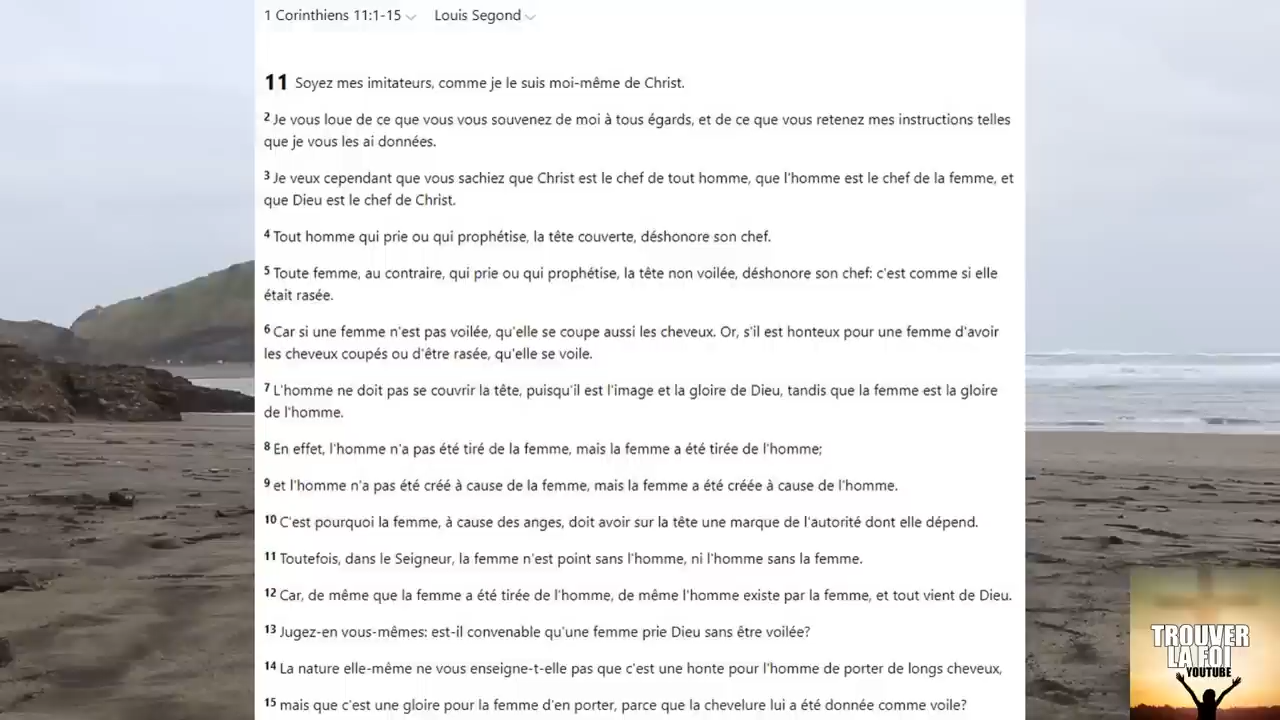 1 Corinthiens 11:1-15 Louis Segond
11 Soyez mes imitateurs, comme je le suis moi-même de Christ.
2 Je vous loue de ce que vous vous souvenez de moi à tous égards, et de ce que vous retenez mes instructions telles
que je vous les ai données.
3 Je veux cependant que vous sachiez que Christ est le chef de tout homme, que l'homme est le chef de la femme, et
que Dieu est le chef de Christ.
4 Tout homme qui prie ou qui prophétise, la tête couverte, déshonore son chef.
5 Toute femme, au contraire, qui prie ou qui prophétise, la tête non voilée, déshonore son chef: c'est comme si elle
était rasée.
6 Car si une femme n'est pas voilée, qu'elle se coupe aussi les cheveux. Or, s'il est honteux pour une femme d'avoir
les cheveux coupés ou d'être rasée, qu'elle se voile.
7 L'homme ne doit pas se couvrir la tête, puisqu'il est l'image et la gloire de Dieu, tandis que la femme est la gloire
de l'homme.
8 En effet, l'homme n'a pas été tiré de la femme, mais la femme a été tirée de l'homme;
9 et l'homme n'a pas été créé à cause de la femme, mais la femme a été créée à cause de l'homme.
10 C'est pourquoi la femme, à cause des anges, doit avoir sur la tête une marque de l'autorité dont elle dépend.
11 Toutefois, dans le Seigneur, la femme n'est point sans l'homme, ni l'homme sans la femme.
12 Car, de même que la femme a été tirée de l'homme, de même l'homme existe par la femme, et tout vient de Dieu.
13 Jugez-en vous-mêmes: est-il convenable qu'une femme prie Dieu sans être voilée?
14 La nature elle-même ne vous enseigne-t-elle pas que c'est une honte pour l'homme de porter de longs cheveux,
15 mais que c'est une gloire pour la femme d'en porter, parce que la chevelure lui a été donnée comme voile?
TROUVER
LA FOI
YOUTUBE